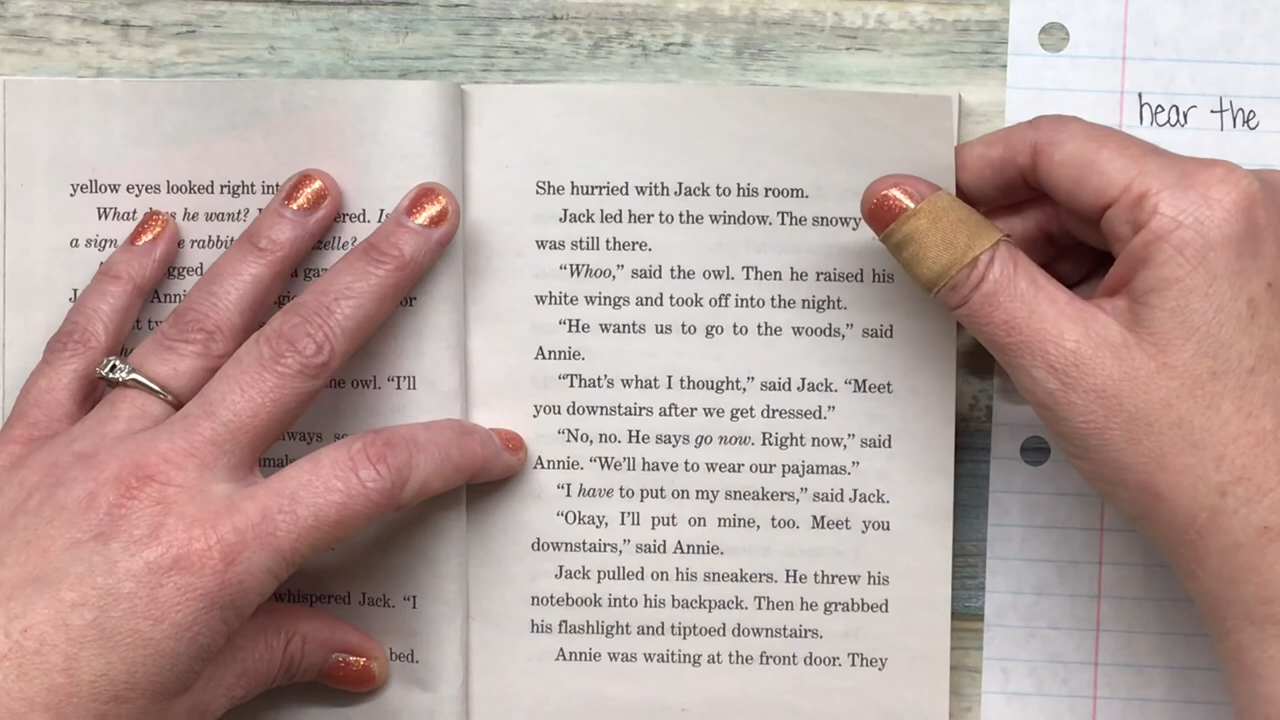 yellow eyes looked right
What he want? Is
a sign
a
Annie
owl. “I’ll
whispered Jack. “I
bed.
She hurried with Jack to his room.
Jack led her to the window. The snowy
was still there.
“Whoo,” said the owl. Then he raised his
white wings and took off into the night.
“He wants us to go to the woods,” said
Annie.
“That’s what I thought,” said Jack. “Meet
you downstairs after we get dressed.”
“No, no. He says go now. Right now,” said
Annie. “We’ll have to wear our pajamas.”
“I have to put on my sneakers,” said Jack.
“Okay, I’ll put on mine, too. Meet you
downstairs,” said Annie.
Jack pulled on his sneakers. He threw his
notebook into his backpack. Then he grabbed
his flashlight and tiptoed downstairs.
Annie was waiting at the front door. They
hear the